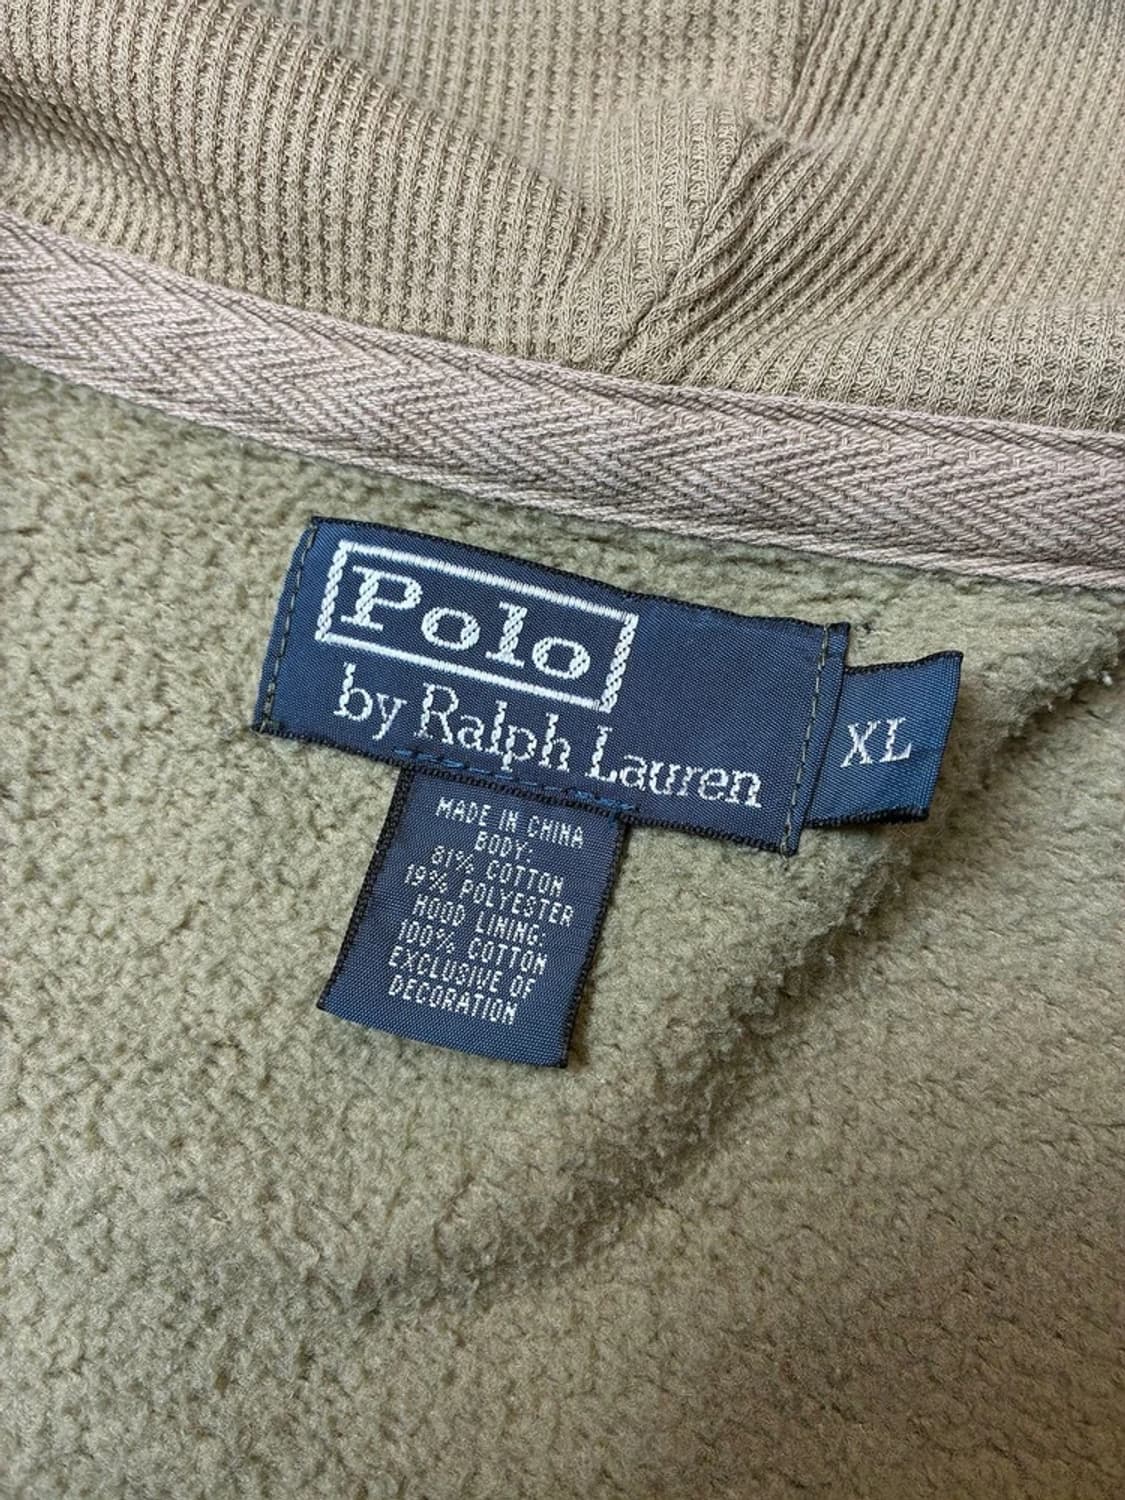 Polo
by Ralph Lauren
XL
MADE IN CHINA
BODY:
81% COTTON
19% POLYESTER
HOOD LINING:
100% COTTON
EXCLUSIVE OF
DECORATION